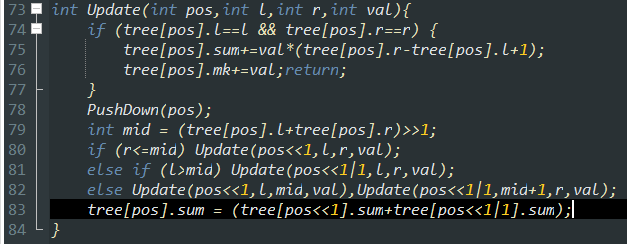 73 int Update(int pos,int l,int r,int val){
74     if (tree[pos].l==l && tree[pos].r==r) {
75         tree[pos].sum+=val*(tree[pos].r-tree[pos].l+1);
76         tree[pos].mk+=val;return;
77     }
78     PushDown(pos);
79     int mid = (tree[pos].l+tree[pos].r)>>1;
80     if (r<=mid) Update(pos<<1,l,r,val);
81     else if (l>mid) Update(pos<<1|1,l,r,val);
82     else Update(pos<<1,l,mid,val),Update(pos<<1|1,mid+1,r,val);
83     tree[pos].sum = (tree[pos<<1].sum+tree[pos<<1|1].sum);
84 }